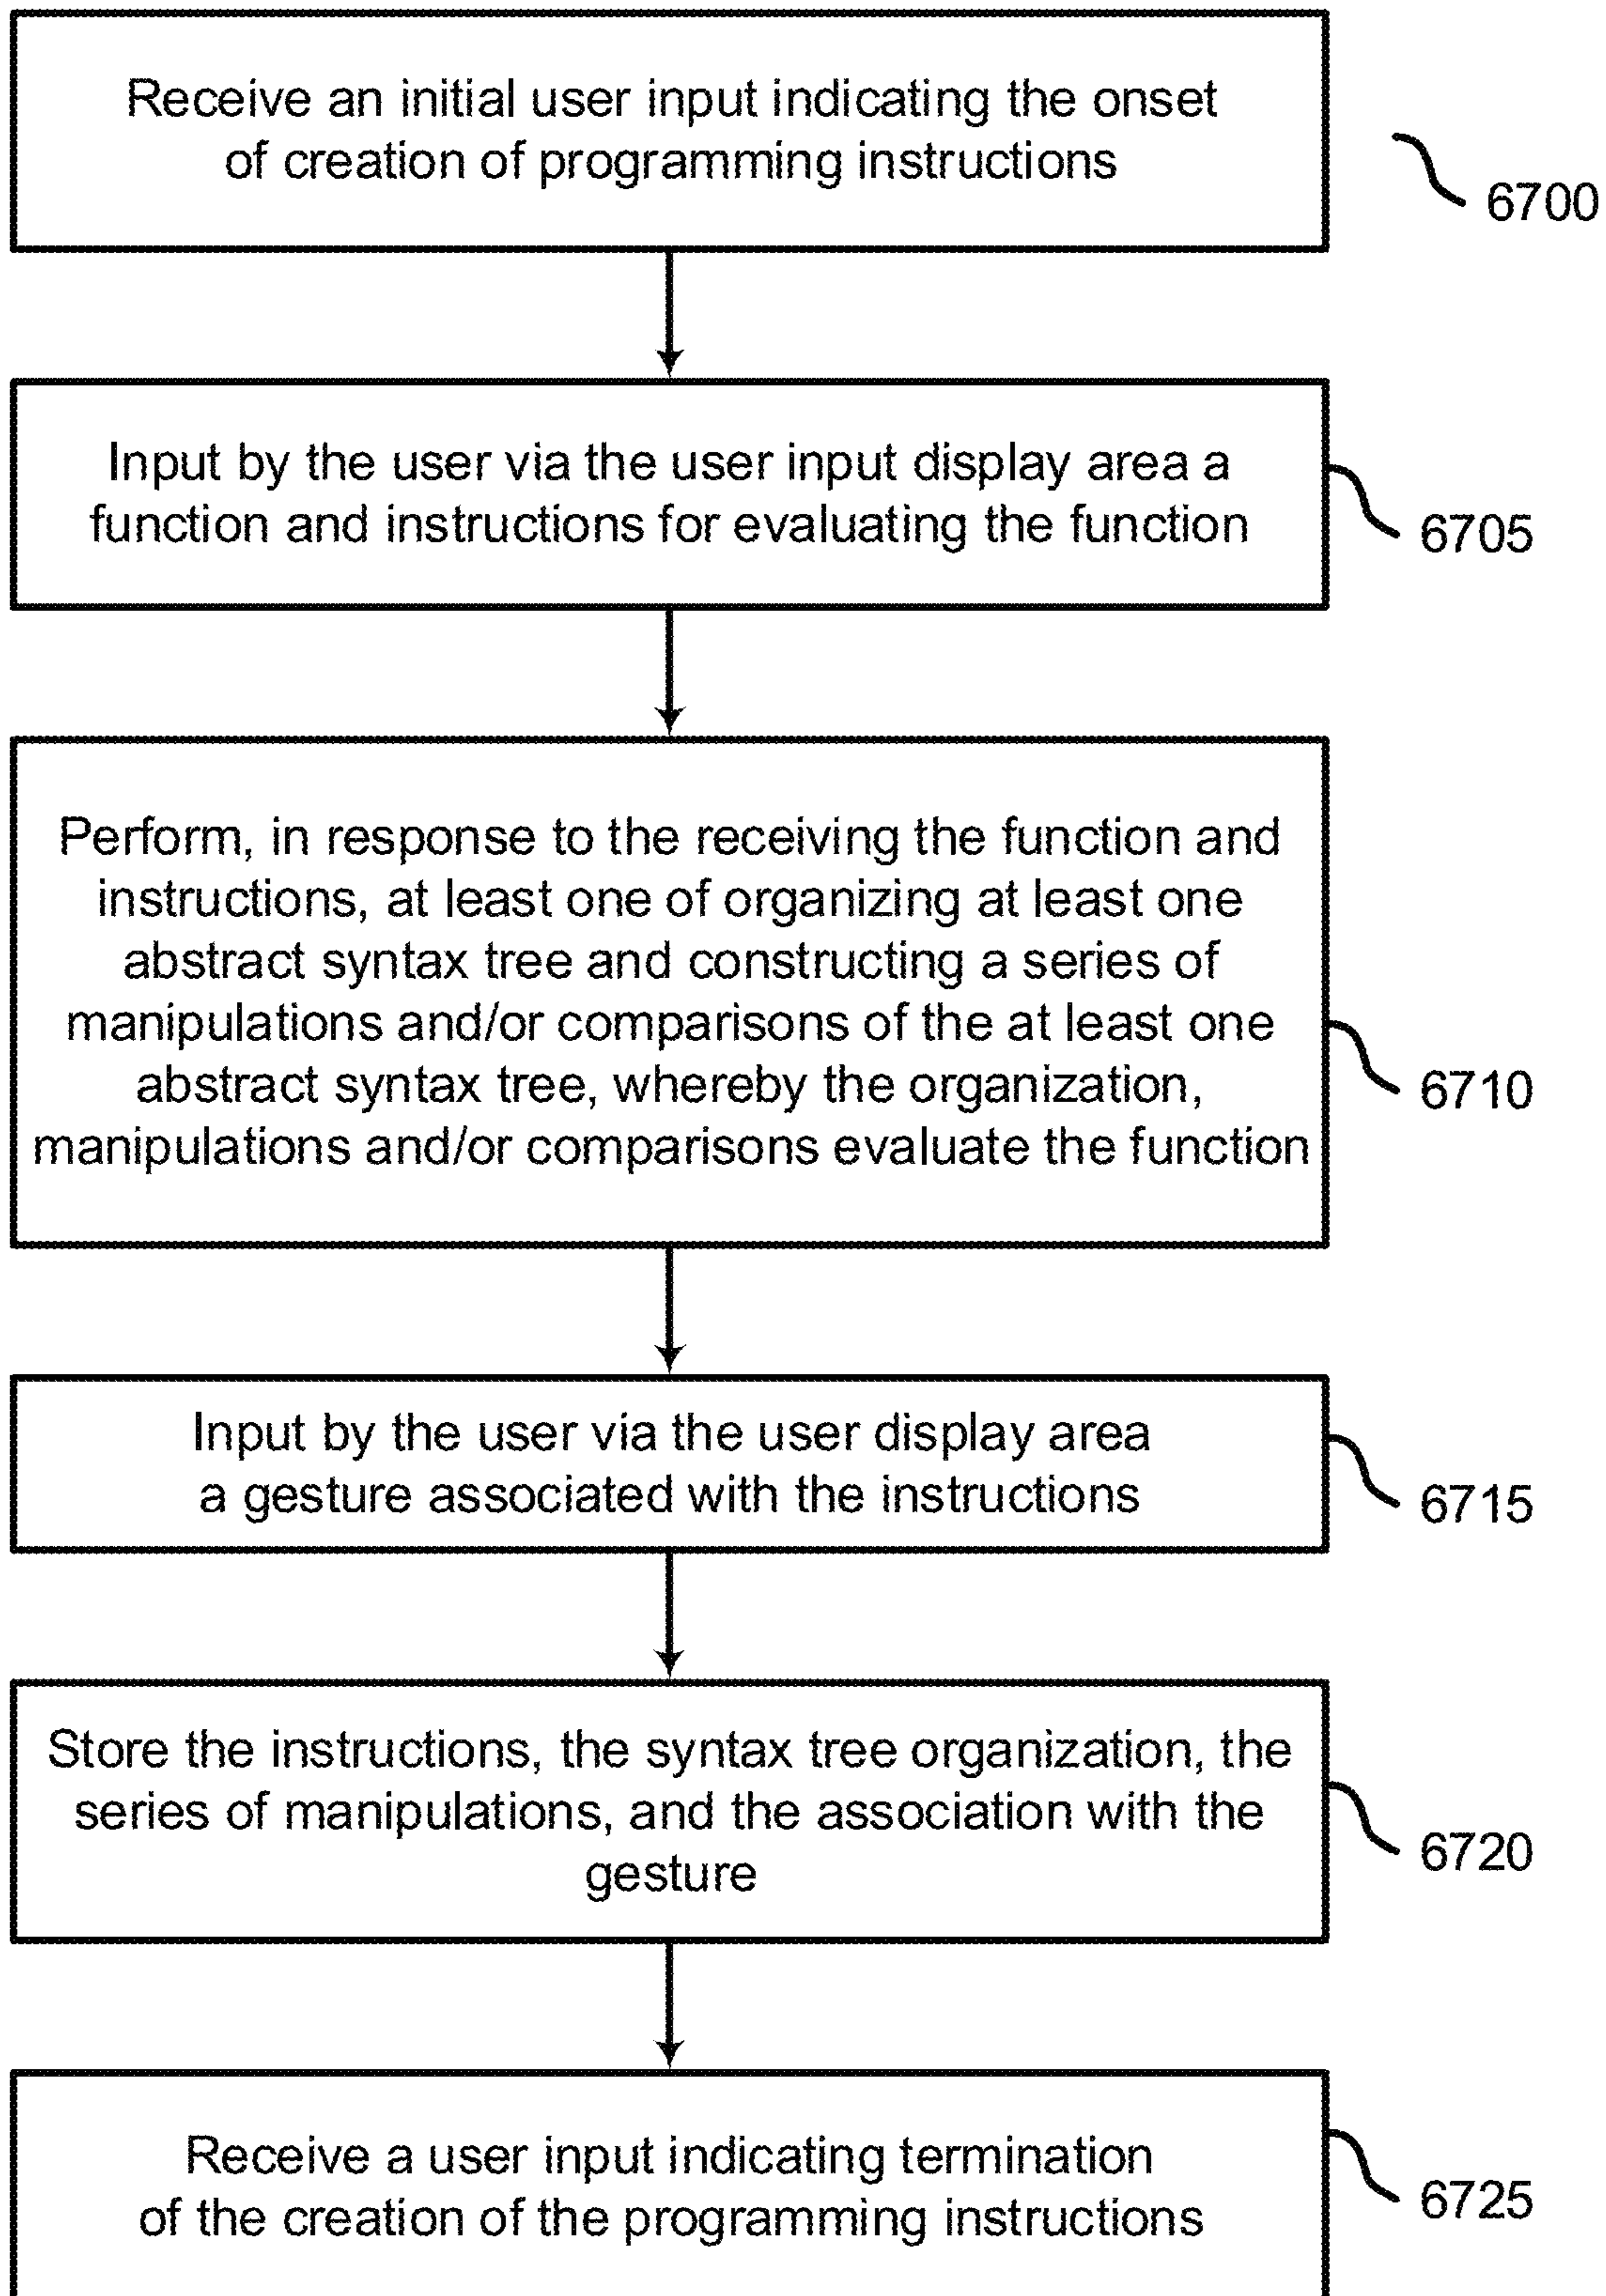 Receive an initial user input indicating the onset
of creation of programming instructions
6700
Input by the user via the user input display area a
function and instructions for evaluating the function
6705
Perform, in response to the receiving the function and
instructions, at least one of organizing at least one
abstract syntax tree and constructing a series of
manipulations and/or comparisons of the at least one
abstract syntax tree, whereby the organization,
manipulations and/or comparisons evaluate the function
6710
Input by the user via the user display area
a gesture associated with the instructions
6715
Store the instructions, the syntax tree organization, the
series of manipulations, and the association with the
gesture
6720
Receive a user input indicating termination
of the creation of the programming instructions
6725